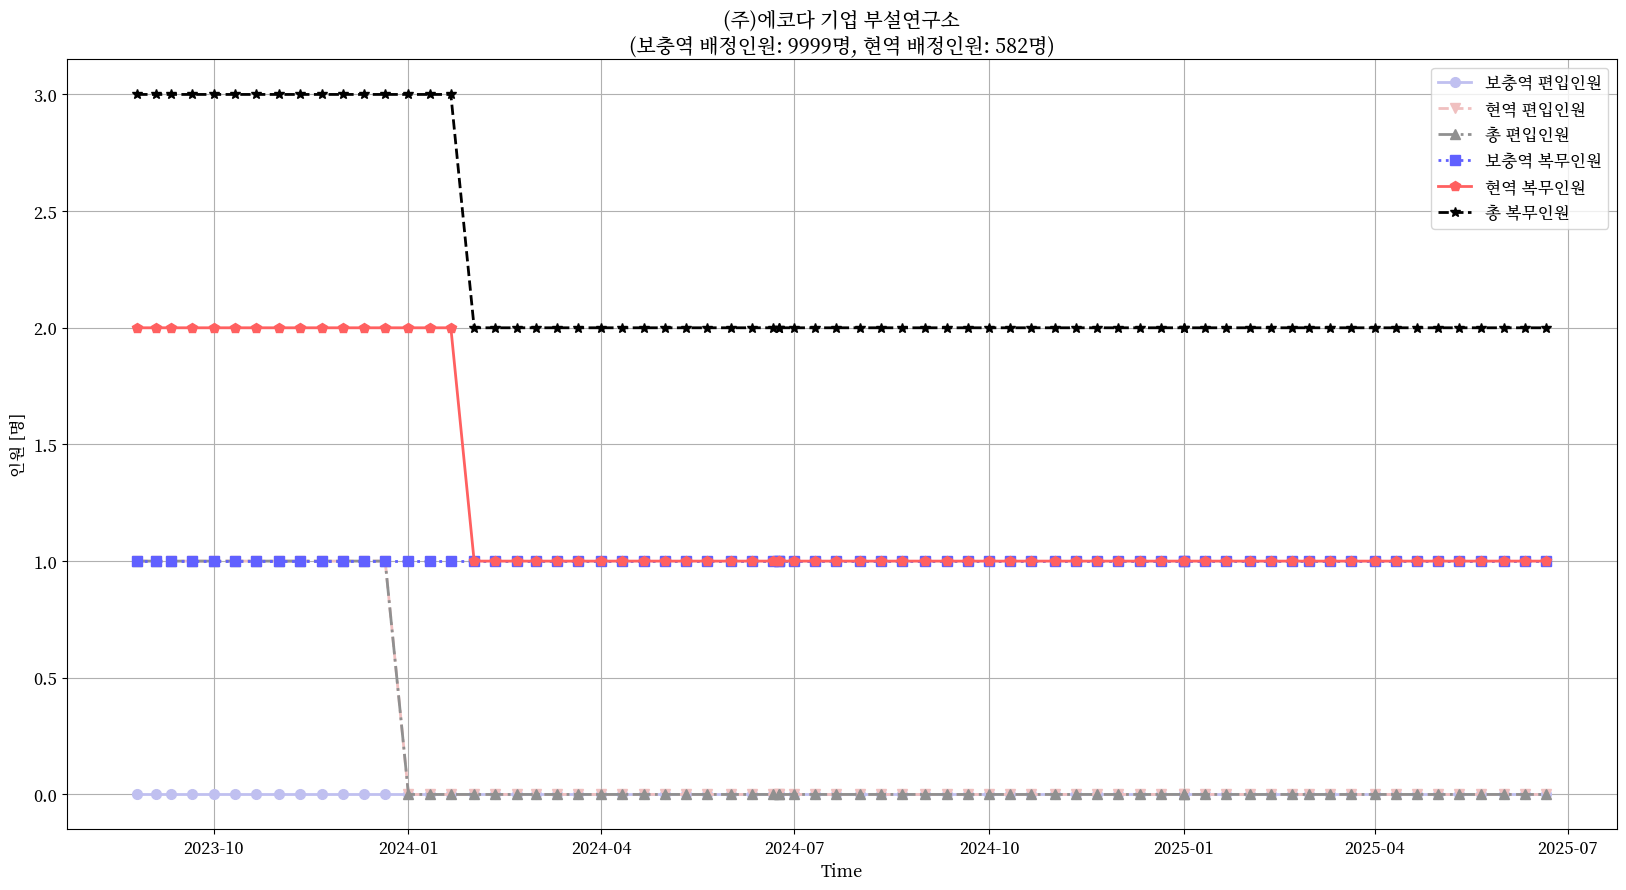 (주)에코다 기업 부설연구소
(보충역 배정인원: 9999명, 현역 배정인원: 582명)
보충역 편입인원
현역 편입인원
총 편입인원
보충역 복무인원
현역 복무인원
총 복무인원
인원 [명]
3.0
2.5
2.0
1.5
1.0
0.5
0.0
2023-10
2024-01
2024-04
2024-07
2024-10
2025-01
2025-04
2025-07
Time